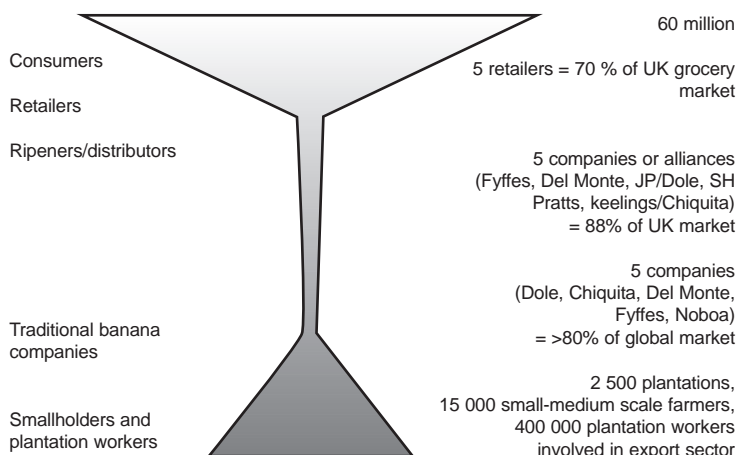 60 million
Consumers
5 retailers = 70 % of UK grocery
market
Retailers
Ripeners/distributors
5 companies or alliances
(Fyffes, Del Monte, JP/Dole, SH
Pratts, keelings/Chiquita)
= 88% of UK market
5 companies
(Dole, Chiquita, Del Monte,
Fyffes, Noboa)
= >80% of global market
Traditional banana
companies
2 500 plantations,
15 000 small-medium scale farmers,
400 000 plantation workers
involved in export sector
Smallholders and
plantation workers